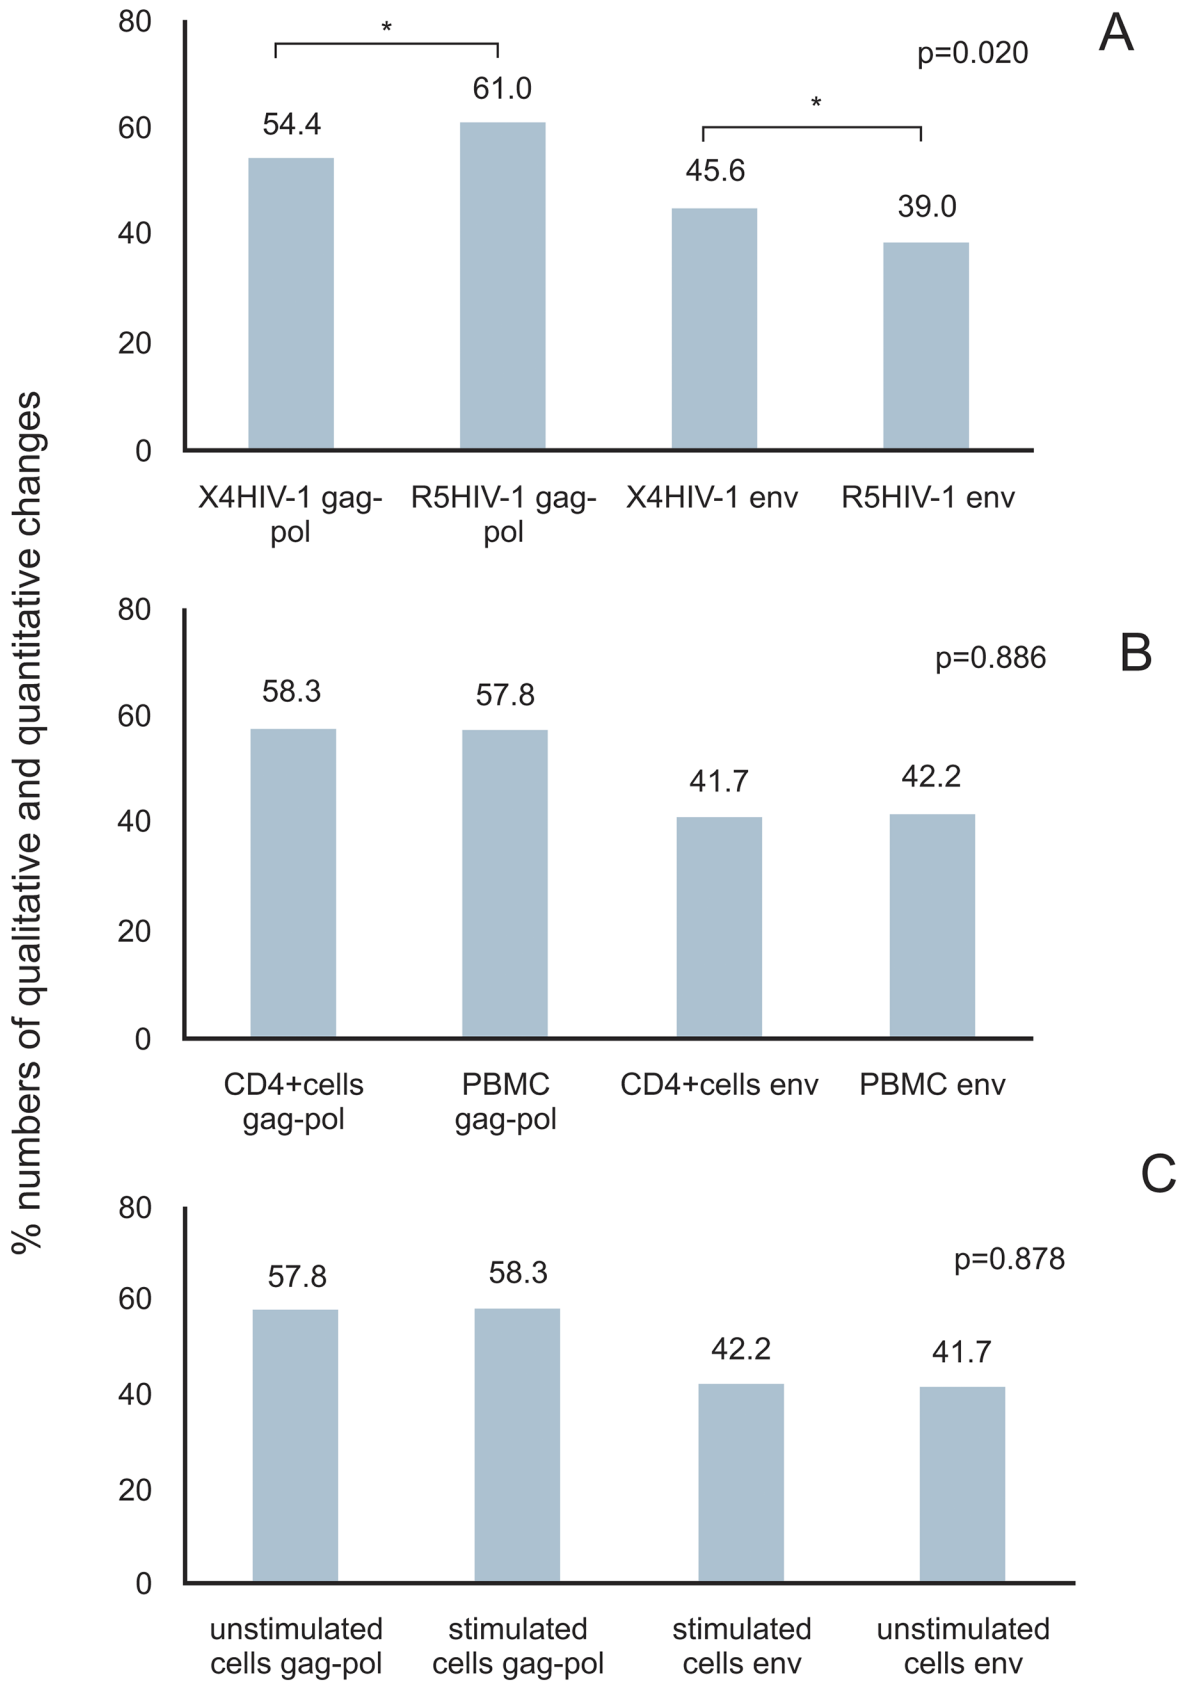 % numbers of qualitative and quantitative changes
A
p=0.020
80
60
40
20
0
*
*
54.4
61.0
45.6
39.0
X4HIV-1 gag-
pol
R5HIV-1 gag-
pol
X4HIV-1 env
R5HIV-1 env
B
p=0.886
80
60
40
20
0
58.3
57.8
41.7
42.2
CD4+cells
gag-pol
PBMC
gag-pol
CD4+cells env
PBMC env
C
p=0.878
80
60
40
20
0
57.8
58.3
42.2
41.7
unstimulated
cells gag-pol
stimulated
cells gag-pol
stimulated
cells env
unstimulated
cells env